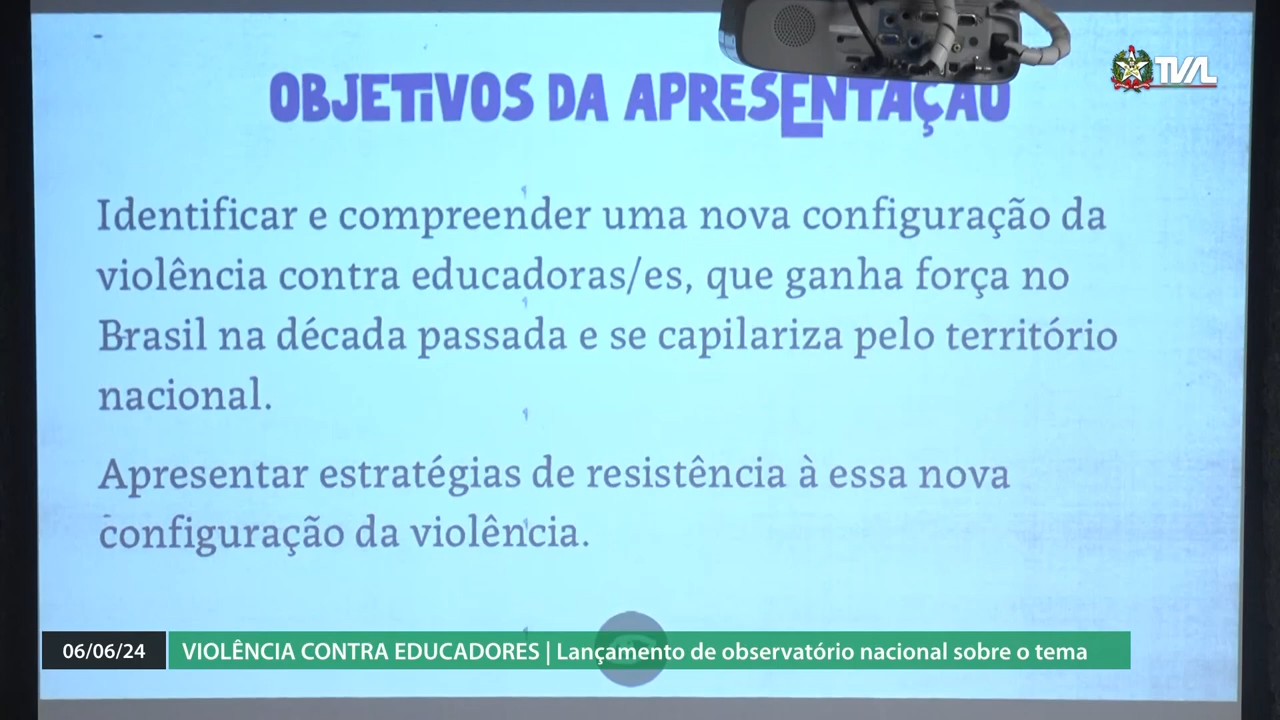 TVAL
OBJETIVOS DA APRESENTAÇÃO
Identificar e compreender uma nova configuração da
violência contra educadoras/es, que ganha força no
Brasil na década passada e se capilariza pelo território
nacional.
Apresentar estratégias de resistência à essa nova
configuração da violência.
06/06/24
VIOLÊNCIA CONTRA EDUCADORES | Lançamento de observatório nacional sobre o tema